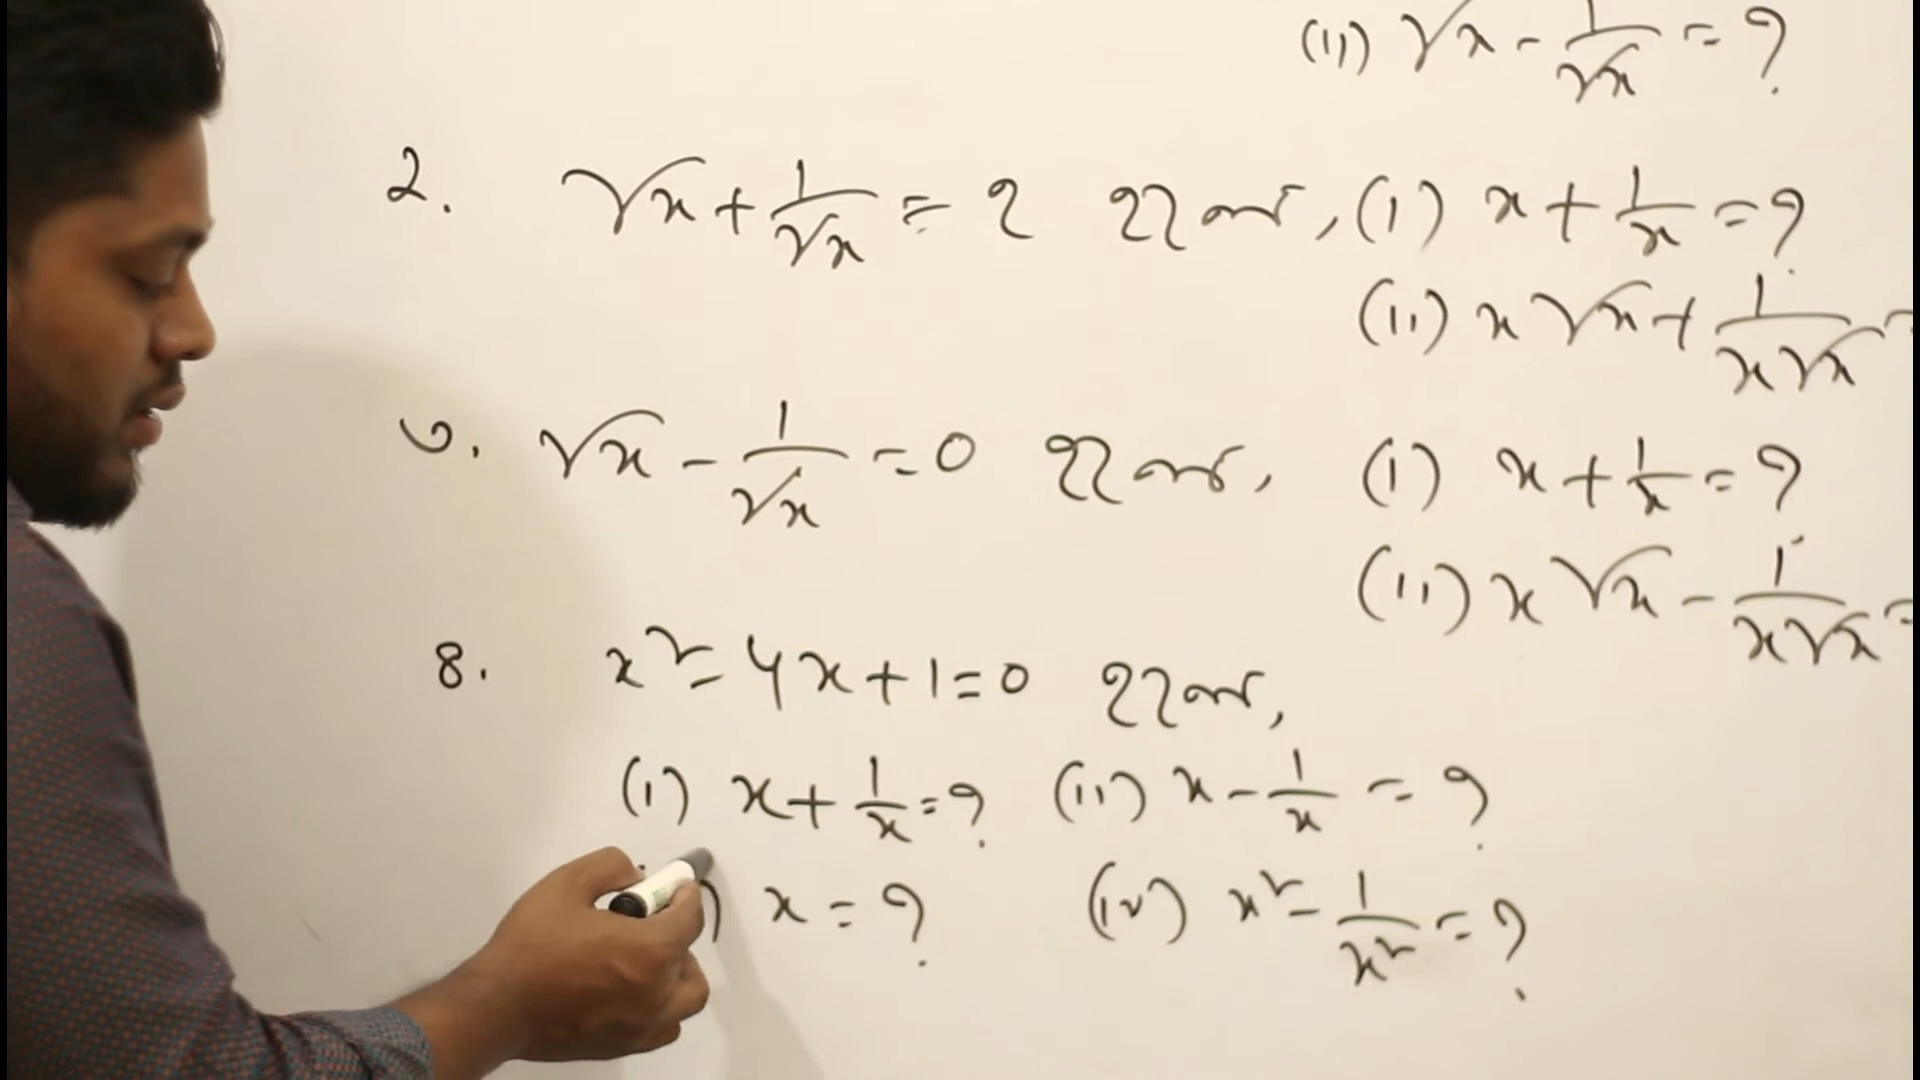 (ii) √x - 1/√x = ?
২. √x + 1/√x = 2 হলে, (i) x + 1/x = ?
(ii) x√x + 1/x√x
৩. √x - 1/√x = 0 হলে, (i) x + 1/x = ?
(ii) x√x - 1/x√x =
৪. x² - 4x + 1 = 0 হলে,
(i) x + 1/x = ? (ii) x - 1/x = ?
) x = ? (iv) x² - 1/x² = ?